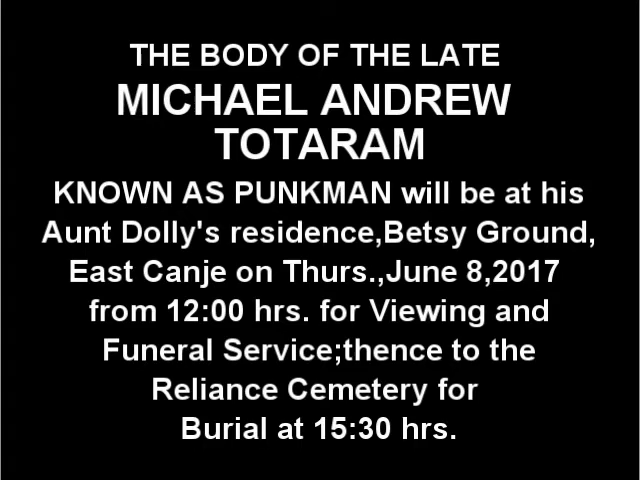 THE BODY OF THE LATE
MICHAEL ANDREW
TOTARAM
KNOWN AS PUNKMAN will be at his
Aunt Dolly's residence,Betsy Ground,
East Canje on Thurs.,June 8,2017
from 12:00 hrs. for Viewing and
Funeral Service;thence to the
Reliance Cemetery for
Burial at 15:30 hrs.